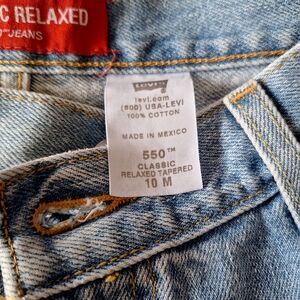 C RELAXED
JEANS
LEVI'S
levi.com
(800) USA-LEVI
100% COTTON
MADE IN MEXICO
550™
CLASSIC
RELAXED TAPERED
10 M